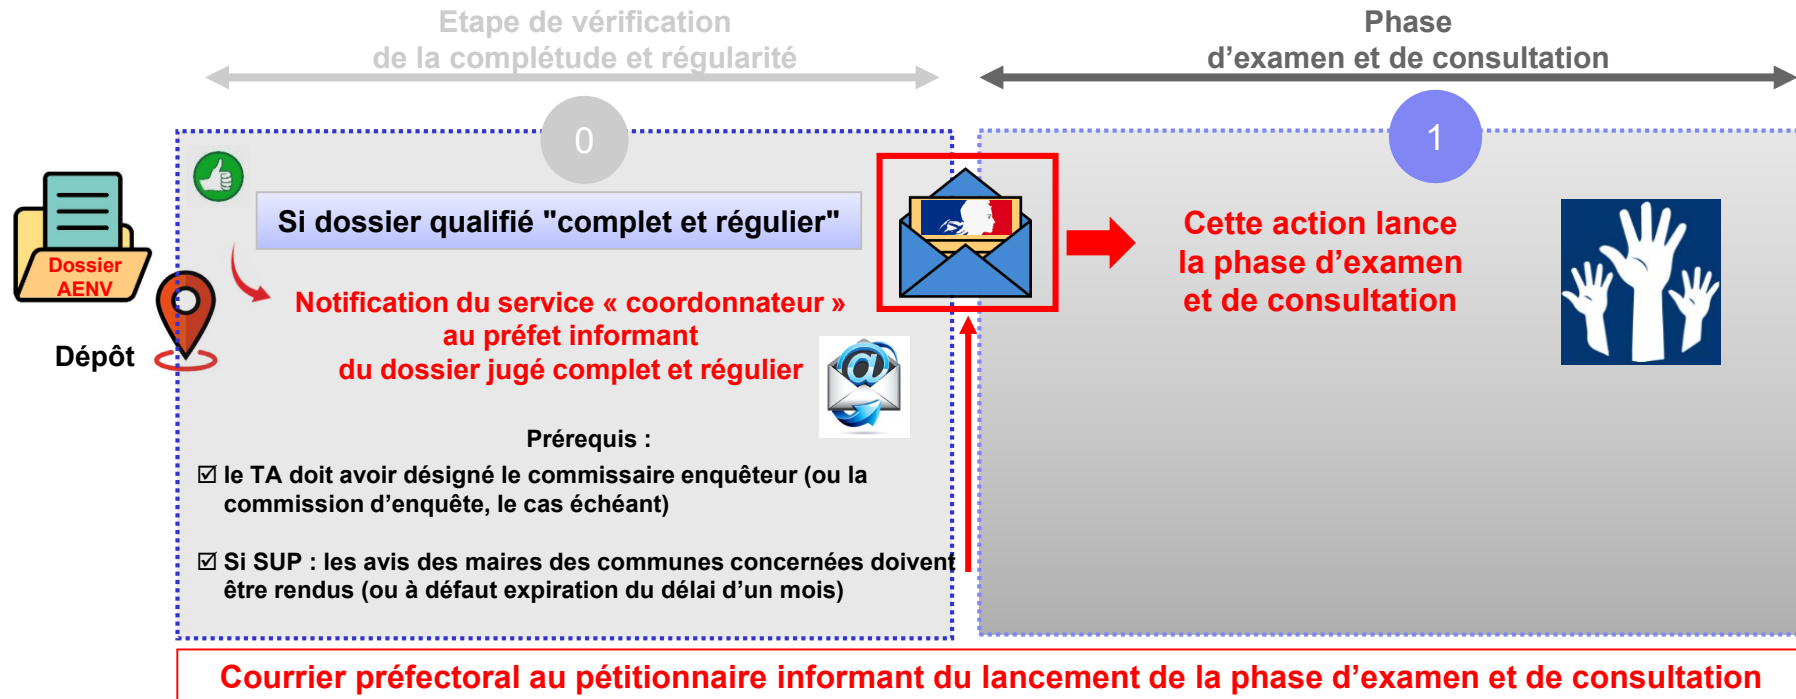 Etape de vérification
de la complétude et régularité
Phase
d’examen et de consultation
0
1
Dossier
AENV
Dépôt
Si dossier qualifié "complet et régulier"
Notification du service « coordonnateur »
au préfet informant
du dossier jugé complet et régulier
@
Prérequis :
☑ le TA doit avoir désigné le commissaire enquêteur (ou la
commission d’enquête, le cas échéant)
☑ Si SUP : les avis des maires des communes concernées doivent
être rendus (ou à défaut expiration du délai d’un mois)
Cette action lance
la phase d’examen
et de consultation
Courrier préfectoral au pétitionnaire informant du lancement de la phase d’examen et de consultation